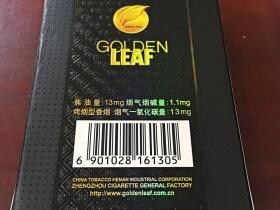 GOLDEN
LEAF
焦油量:13mg 烟气烟碱量:1.1mg
烤烟型香烟 烟气一氧化碳量:13mg
6 901028 161305
CHINA TOBACCO HENAN INDUSTRIAL CORPORATION
ZHENGZHOU CIGARETTE GENERAL FACTORY
http://www.goldenleaf.com.cn